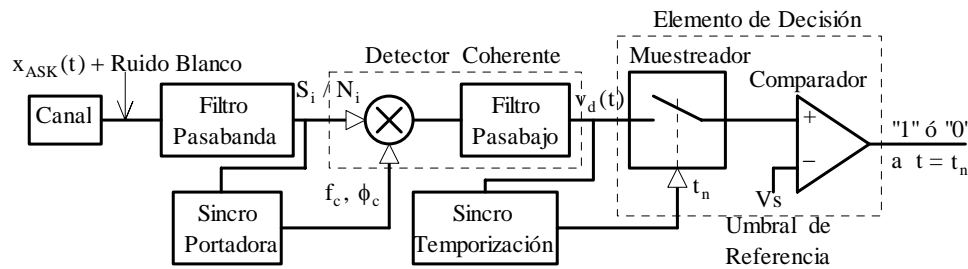 Elemento de Decisión
x_ASK(t) + Ruido Blanco
Detector Coherente
Muestreador
Canal
Filtro
Pasabanda
S_i / N_i
Filtro
Pasabajo
v_d(t)
Comparador
+
−
"1" ó "0"
a t = t_n
Sincro
Portadora
f_c, ϕ_c
Sincro
Temporización
t_n
Vs
Umbral de
Referencia